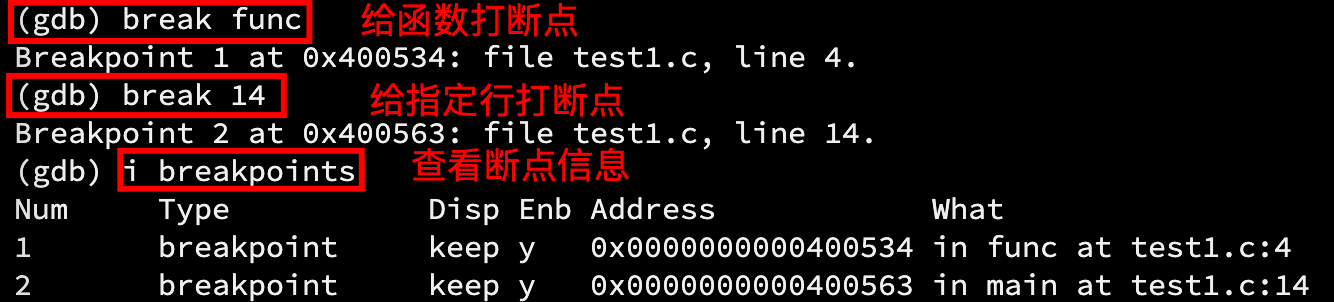 (gdb) break func 给函数打断点
Breakpoint 1 at 0x400534: file test1.c, line 4.
(gdb) break 14 给指定行打断点
Breakpoint 2 at 0x400563: file test1.c, line 14.
(gdb) i breakpoints 查看断点信息
Num Type Disp Enb Address What
1 breakpoint keep y 0x0000000000400534 in func at test1.c:4
2 breakpoint keep y 0x0000000000400563 in main at test1.c:14